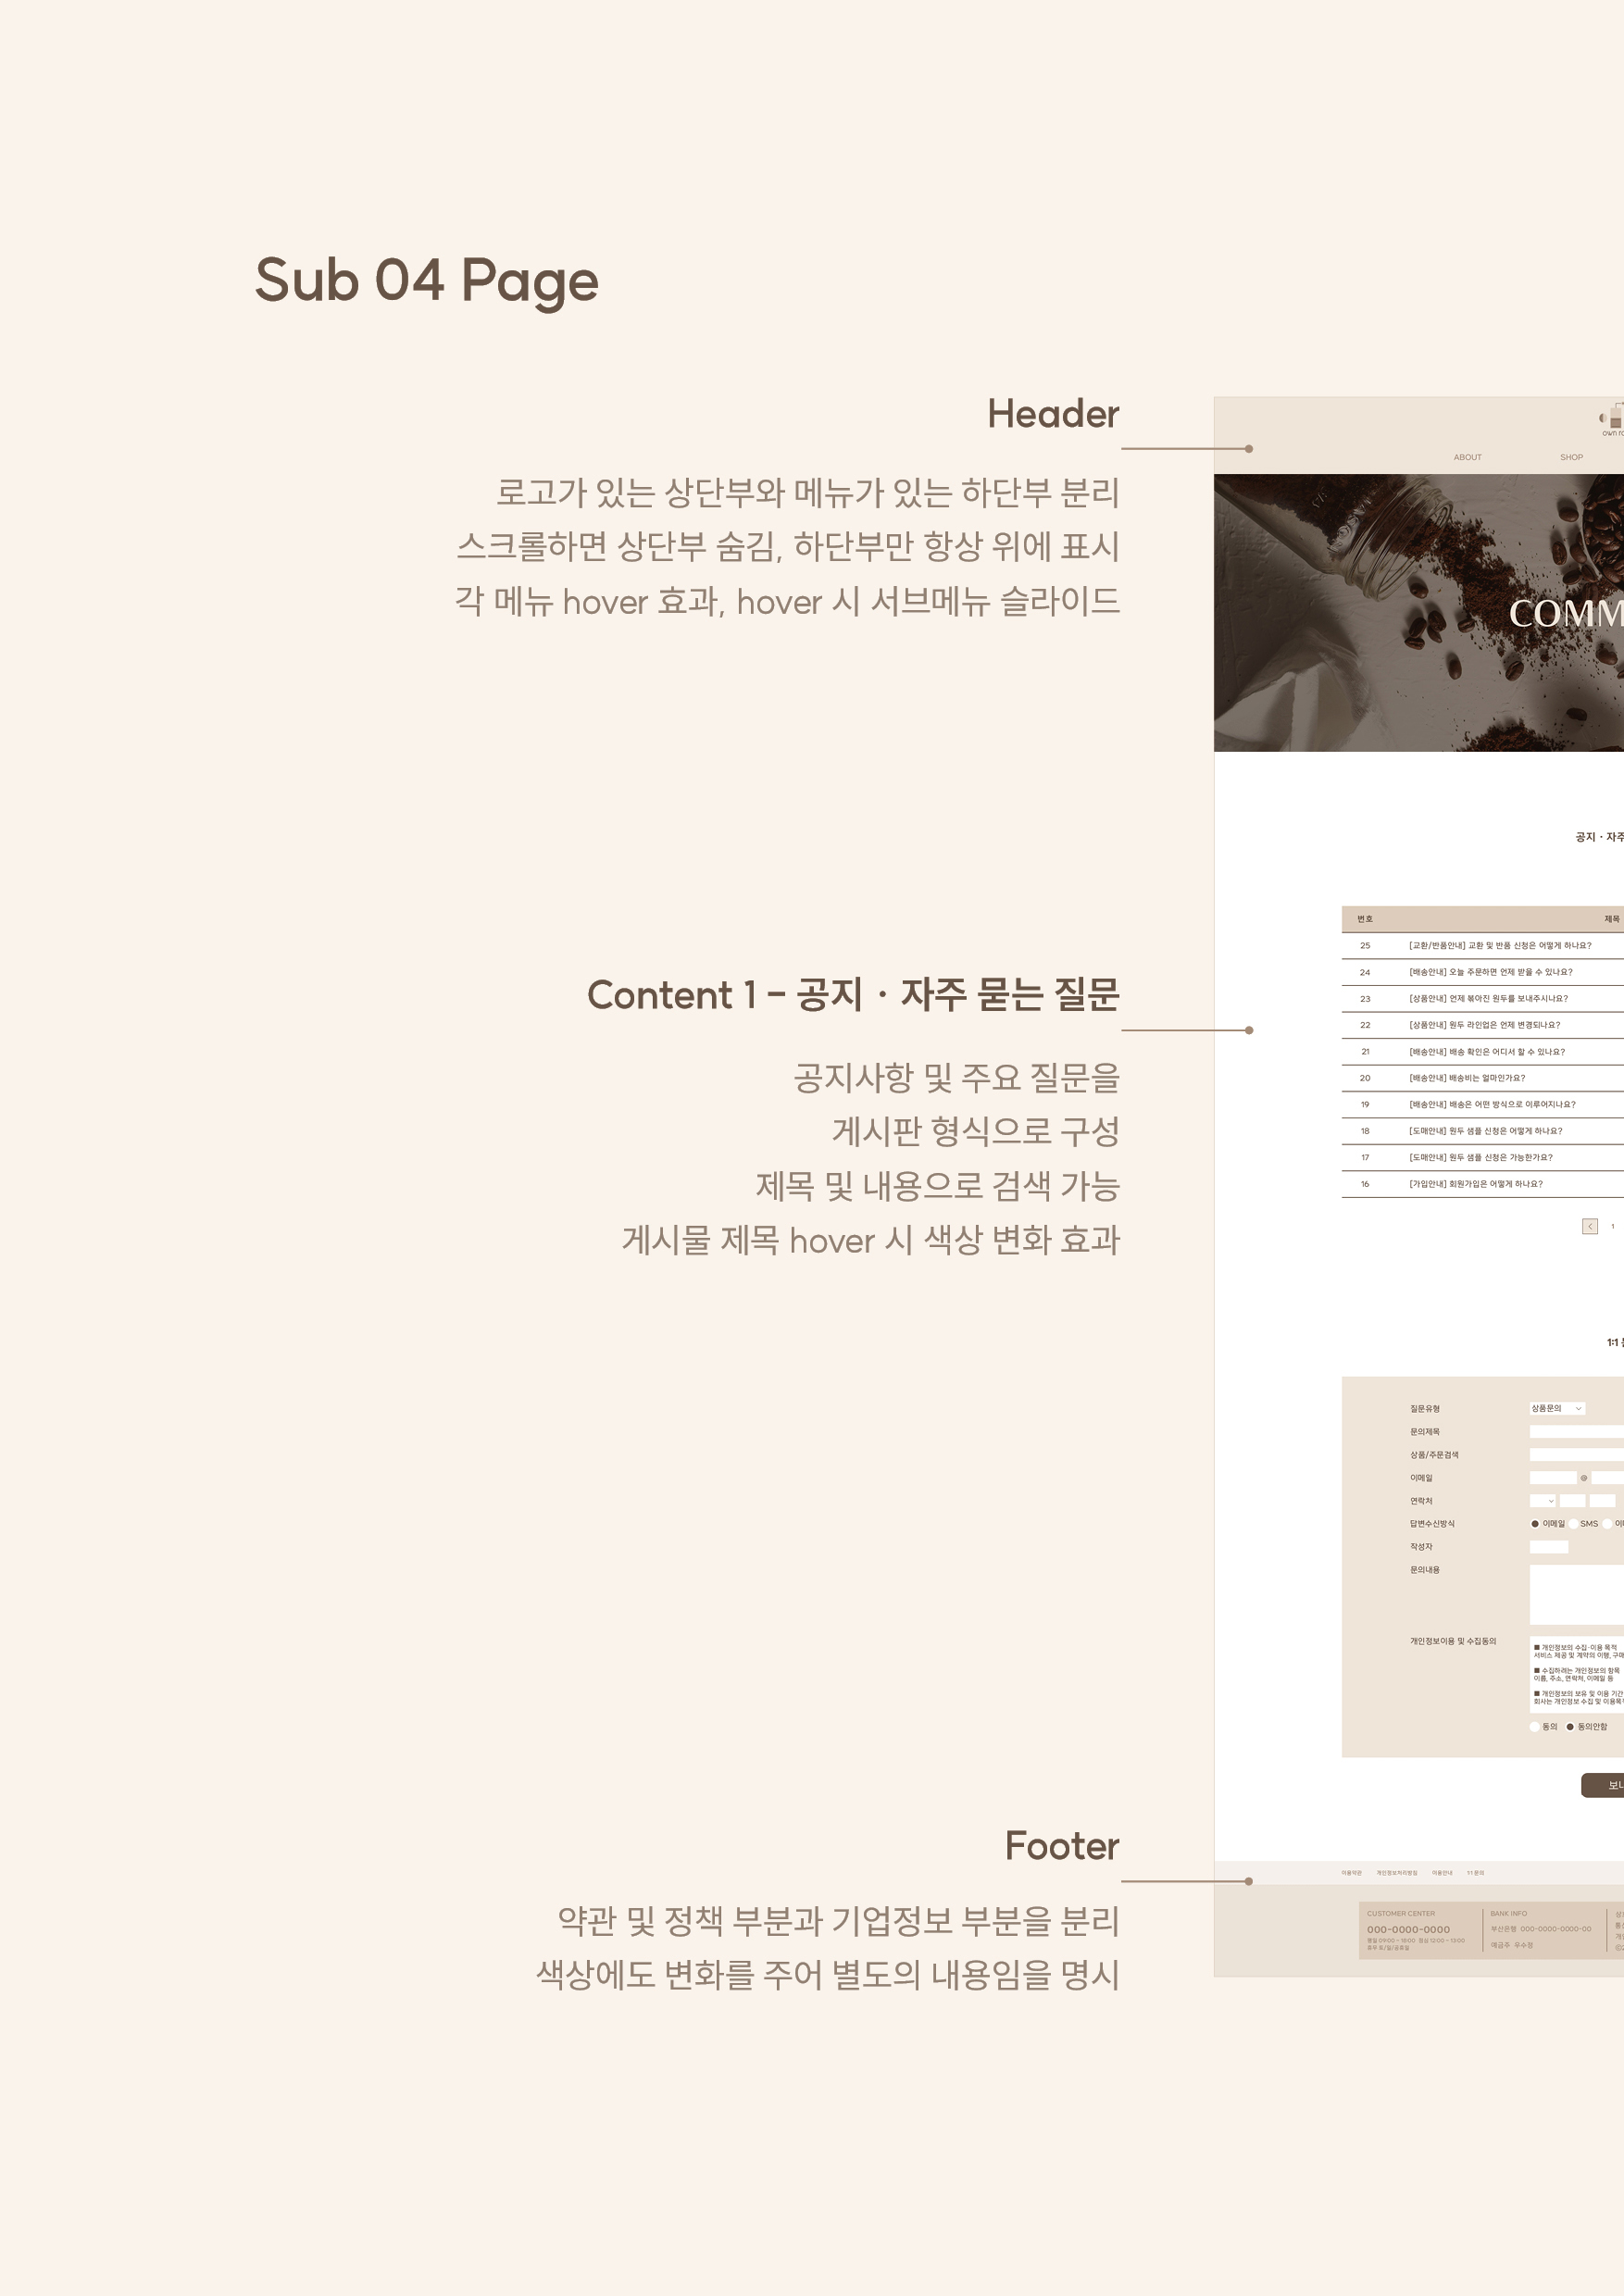 Sub 04 Page
Header
로고가 있는 상단부와 메뉴가 있는 하단부 분리
스크롤하면 상단부 숨김, 하단부만 항상 위에 표시
각 메뉴 hover 효과, hover 시 서브메뉴 슬라이드
Content 1 – 공지 · 자주 묻는 질문
공지사항 및 주요 질문을
게시판 형식으로 구성
제목 및 내용으로 검색 가능
게시물 제목 hover 시 색상 변화 효과
Footer
약관 및 정책 부분과 기업정보 부분을 분리
색상에도 변화를 주어 별도의 내용임을 명시
own
ABOUT SHOP
COMM
공지 · 자주
번호 제목
25 [교환/반품안내] 교환 및 반품 신청은 어떻게 하나요?
24 [배송안내] 오늘 주문하면 언제 받을 수 있나요?
23 [상품안내] 언제 볶아진 원두를 보내주시나요?
22 [상품안내] 원두 라인업은 언제 변경되나요?
21 [배송안내] 배송 확인은 어디서 할 수 있나요?
20 [배송안내] 배송비는 얼마인가요?
19 [배송안내] 배송은 어떤 방식으로 이루어지나요?
18 [도매안내] 원두 샘플 신청은 어떻게 하나요?
17 [도매안내] 원두 샘플 신청은 가능한가요?
16 [가입안내] 회원가입은 어떻게 하나요?
< 1
1:1
질문유형 상품문의
문의제목
상품/주문검색
이메일 @
연락처
답변수신방식 이메일 SMS
작성자
문의내용
개인정보이용 및 수집동의
■ 개인정보의 수집·이용 목적
서비스 제공 및 계약의 이행, 구매
■ 수집하려는 개인정보의 항목
이름, 주소, 연락처, 이메일 등
■ 개인정보의 보유 및 이용 기간
회사는 개인정보 수집 및 이용목
동의 동의안함
보
이용약관 개인정보처리방침 이용안내 1:1 문의
CUSTOMER CENTER
000-0000-0000
평일 09:00 - 18:00 점심 12:00 - 13:00
휴무 토/일/공휴일
BANK INFO
부산은행 000-0000-0000-00
예금주 우수정